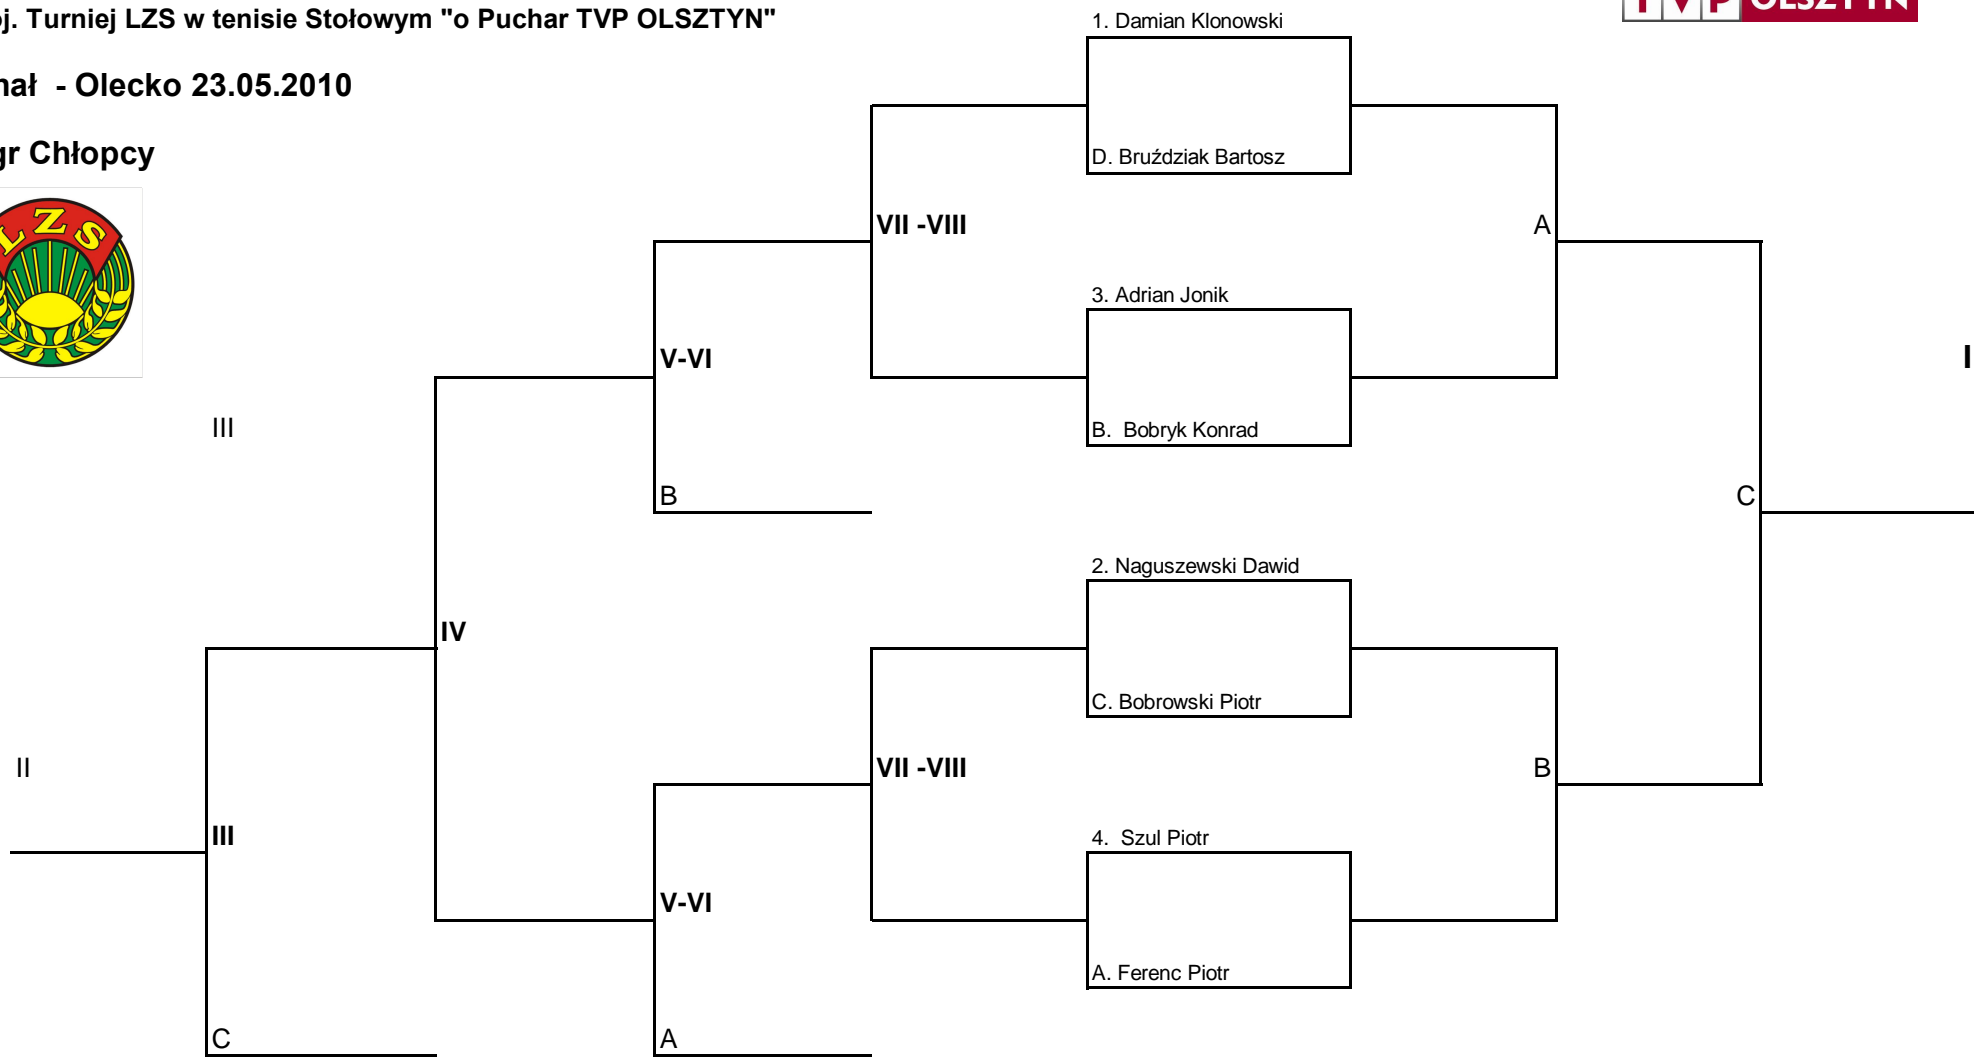 j. Turniej LZS w tenisie Stołowym "o Puchar TVP OLSZTYN"
TVP OLSZTYN
1. Damian Klonowski
nał - Olecko 23.05.2010
gr Chłopcy
D. Bruździak Bartosz
LZS
VII -VIII
A
3. Adrian Jonik
V-VI
I
III
B. Bobryk Konrad
B
C
2. Naguszewski Dawid
IV
C. Bobrowski Piotr
II
VII -VIII
B
III
4. Szul Piotr
V-VI
A. Ferenc Piotr
C
A